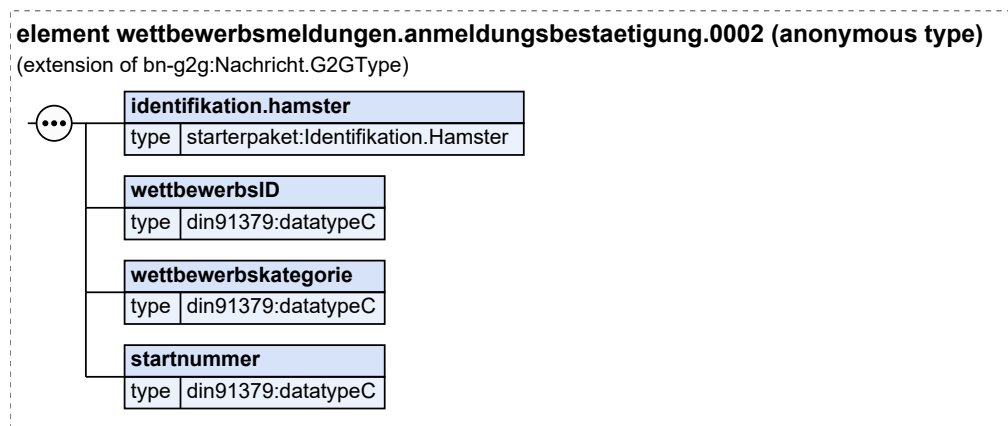 element wettbewerbsmeldungen.anmeldungsbestaetigung.0002 (anonymous type)
(extension of bn-g2g:Nachricht.G2GType)
identifikation.hamster
type starterpaket:Identifikation.Hamster
wettbewerbsID
type din91379:datatypeC
wettbewerbskategorie
type din91379:datatypeC
startnummer
type din91379:datatypeC